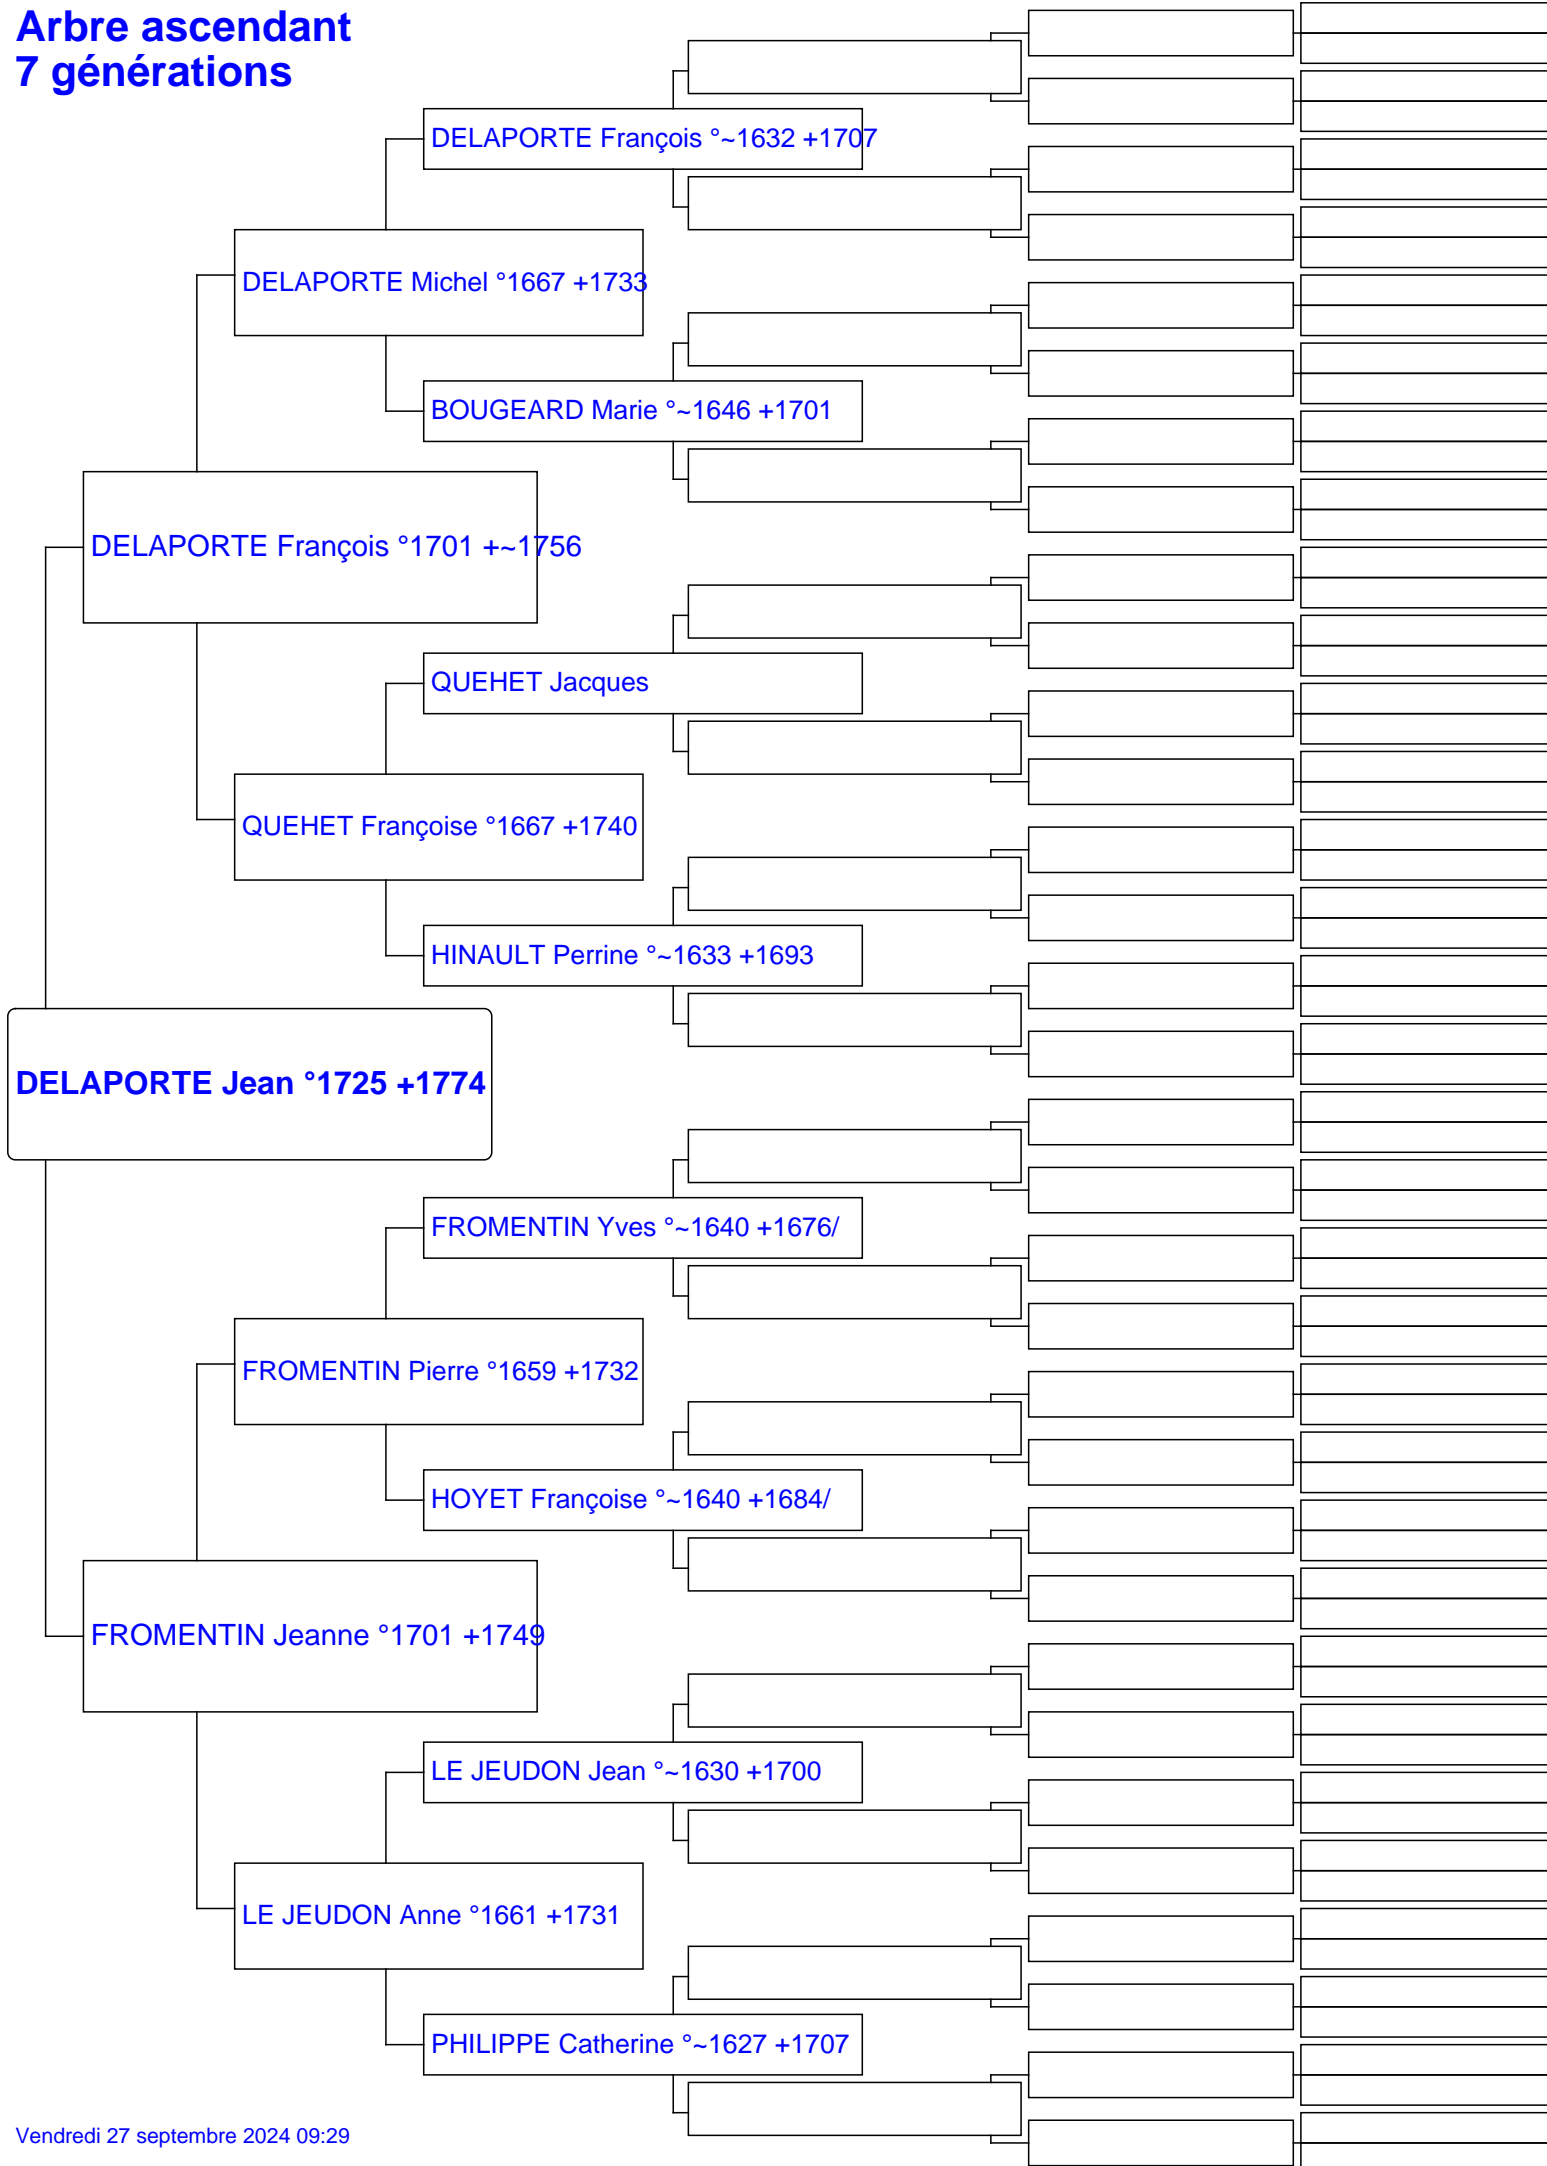 Arbre ascendant
7 générations
DELAPORTE François °~1632 +1707
DELAPORTE Michel °1667 +1733
BOUGEARD Marie °~1646 +1701
DELAPORTE François °1701 +~1756
QUEHET Jacques
QUEHET Françoise °1667 +1740
HINAULT Perrine °~1633 +1693
DELAPORTE Jean °1725 +1774
FROMENTIN Yves °~1640 +1676/
FROMENTIN Pierre °1659 +1732
HOYET Françoise °~1640 +1684/
FROMENTIN Jeanne °1701 +1749
LE JEUDON Jean °~1630 +1700
LE JEUDON Anne °1661 +1731
PHILIPPE Catherine °~1627 +1707
Vendredi 27 septembre 2024 09:29